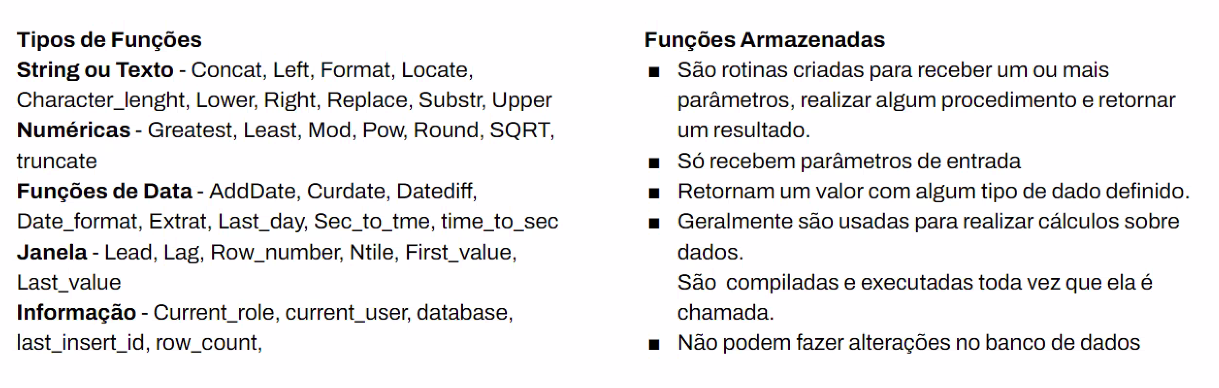 Tipos de Funções
String ou Texto - Concat, Left, Format, Locate,
Character_lenght, Lower, Right, Replace, Substr, Upper
Numéricas - Greatest, Least, Mod, Pow, Round, SQRT,
truncate
Funções de Data - AddDate, Curdate, Datediff,
Date_format, Extrat, Last_day, Sec_to_tme, time_to_sec
Janela - Lead, Lag, Row_number, Ntile, First_value,
Last_value
Informação - Current_role, current_user, database,
last_insert_id, row_count,
Funções Armazenadas
▪ São rotinas criadas para receber um ou mais
parâmetros, realizar algum procedimento e retornar
um resultado.
▪ Só recebem parâmetros de entrada
▪ Retornam um valor com algum tipo de dado definido.
▪ Geralmente são usadas para realizar cálculos sobre
dados.
São  compiladas e executadas toda vez que ela é
chamada.
▪ Não podem fazer alterações no banco de dados